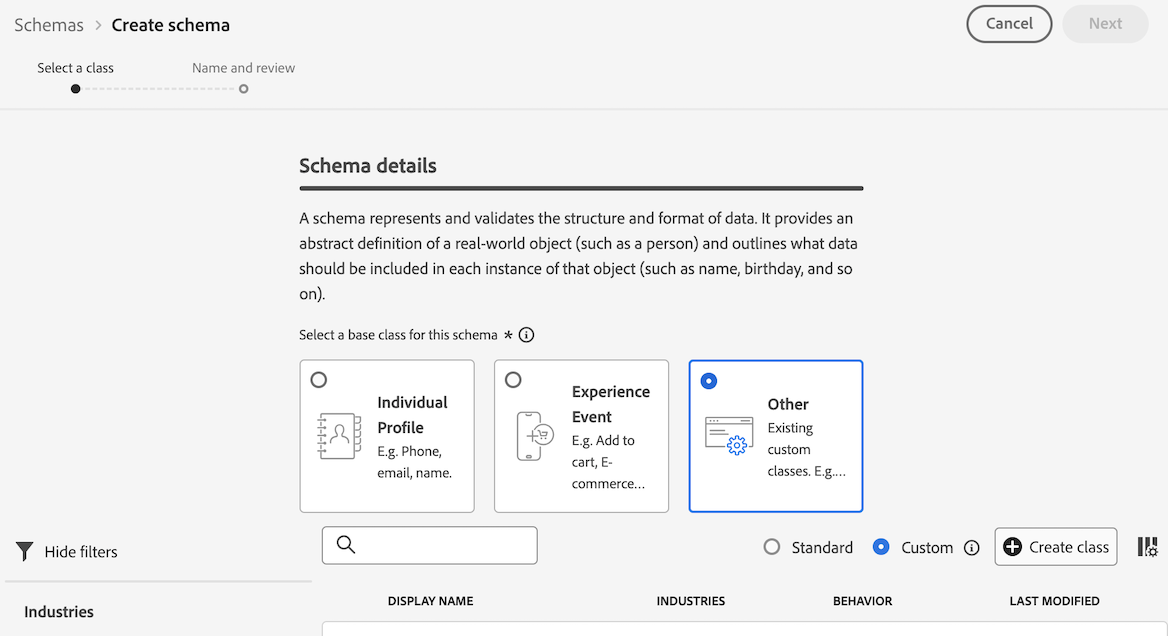 Schemas > Create schema
Cancel
Next
Select a class
Name and review
Schema details
A schema represents and validates the structure and format of data. It provides an
abstract definition of a real-world object (such as a person) and outlines what data
should be included in each instance of that object (such as name, birthday, and so
on).
Select a base class for this schema *
Individual
Profile
E.g. Phone,
email, name.
Experience
Event
E.g. Add to
cart, E-
commerce...
Other
Existing
custom
classes. E.g....
Hide filters
Standard
Custom
Create class
Industries
DISPLAY NAME
INDUSTRIES
BEHAVIOR
LAST MODIFIED